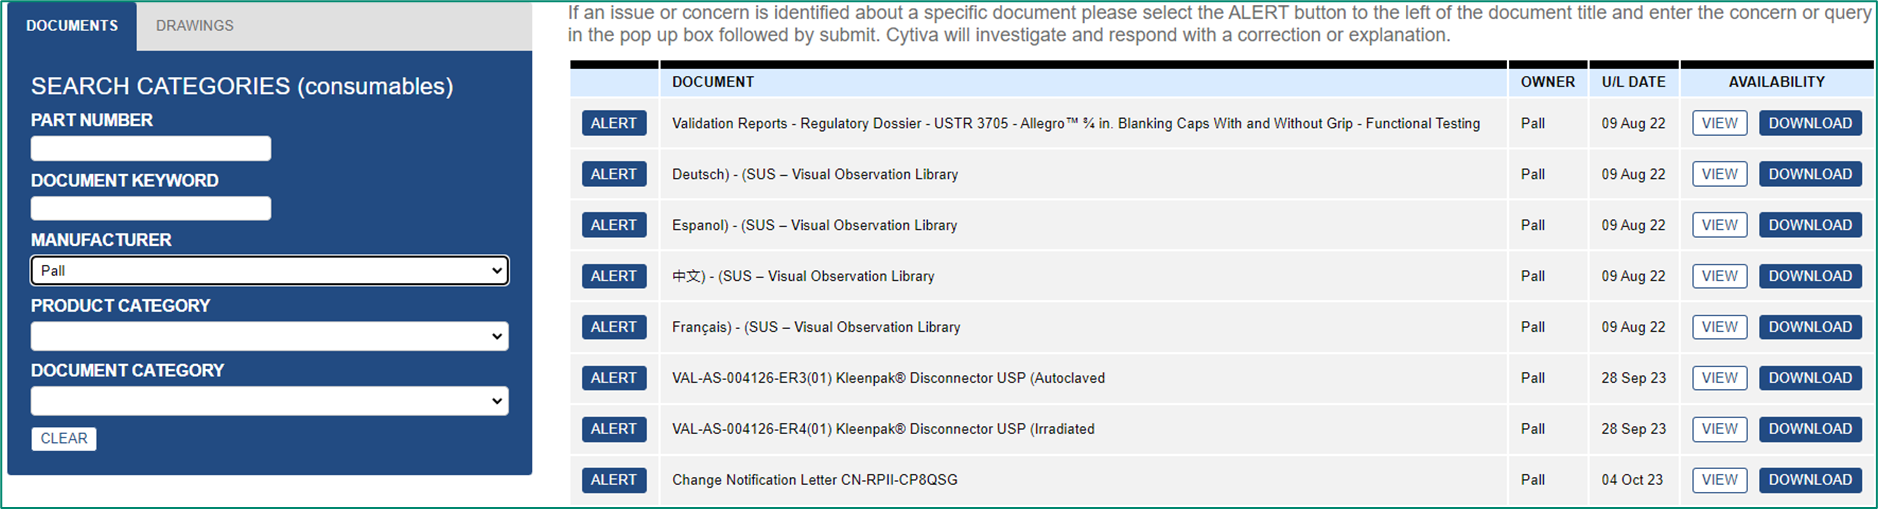 DOCUMENTS
DRAWINGS
SEARCH CATEGORIES (consumables)
PART NUMBER
DOCUMENT KEYWORD
MANUFACTURER
Pall
PRODUCT CATEGORY
DOCUMENT CATEGORY
CLEAR
If an issue or concern is identified about a specific document please select the ALERT button to the left of the document title and enter the concern or query
in the pop up box followed by submit. Cytiva will investigate and respond with a correction or explanation.
DOCUMENT OWNER U/L DATE AVAILABILITY
ALERT Validation Reports - Regulatory Dossier - USTR 3705 - Allegro™ ¾ in. Blanking Caps With and Without Grip - Functional Testing Pall 09 Aug 22 VIEW DOWNLOAD
ALERT Deutsch) - (SUS – Visual Observation Library Pall 09 Aug 22 VIEW DOWNLOAD
ALERT Espanol) - (SUS – Visual Observation Library Pall 09 Aug 22 VIEW DOWNLOAD
ALERT 中文) - (SUS – Visual Observation Library Pall 09 Aug 22 VIEW DOWNLOAD
ALERT Français) - (SUS – Visual Observation Library Pall 09 Aug 22 VIEW DOWNLOAD
ALERT VAL-AS-004126-ER3(01) Kleenpak® Disconnector USP (Autoclaved Pall 28 Sep 23 VIEW DOWNLOAD
ALERT VAL-AS-004126-ER4(01) Kleenpak® Disconnector USP (Irradiated Pall 28 Sep 23 VIEW DOWNLOAD
ALERT Change Notification Letter CN-RPII-CP8QSG Pall 04 Oct 23 VIEW DOWNLOAD